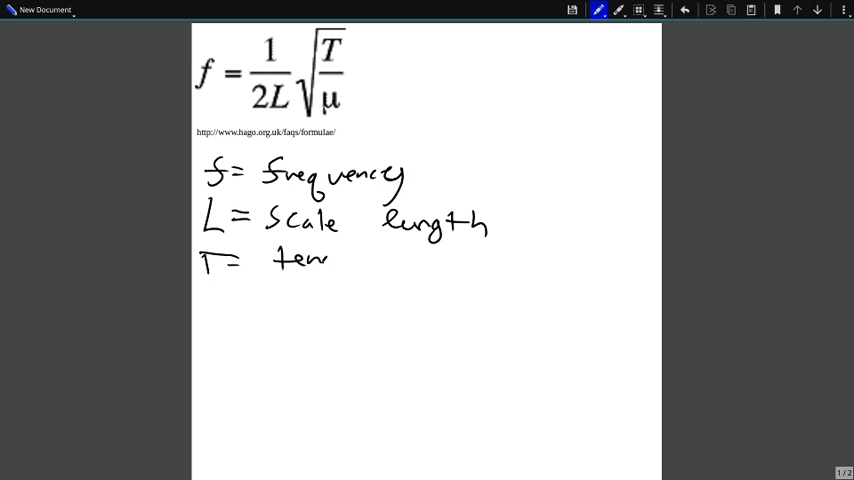 New Document
f = 1/2L √T/μ
http://www.hago.org.uk/faqs/formulae/
f = frequency
L = scale length
T = ten
1 / 2